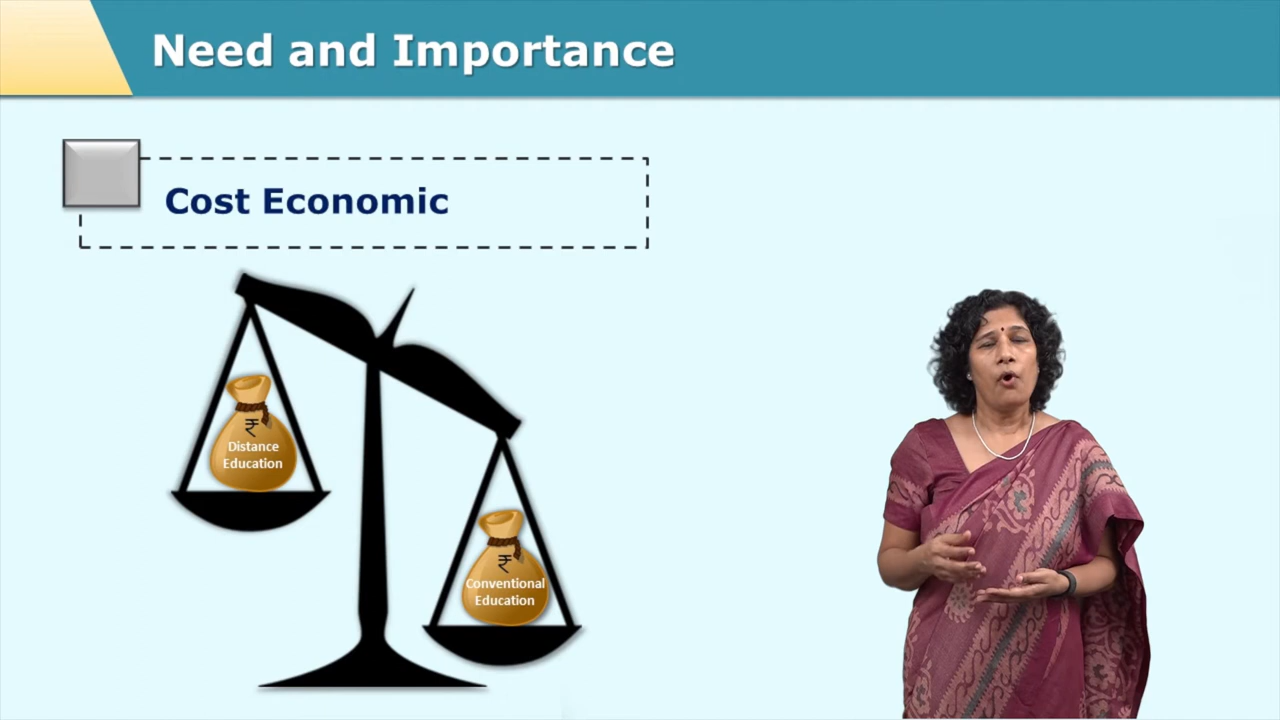 Need and Importance
Cost Economic
₹
Distance
Education
₹
Conventional
Education